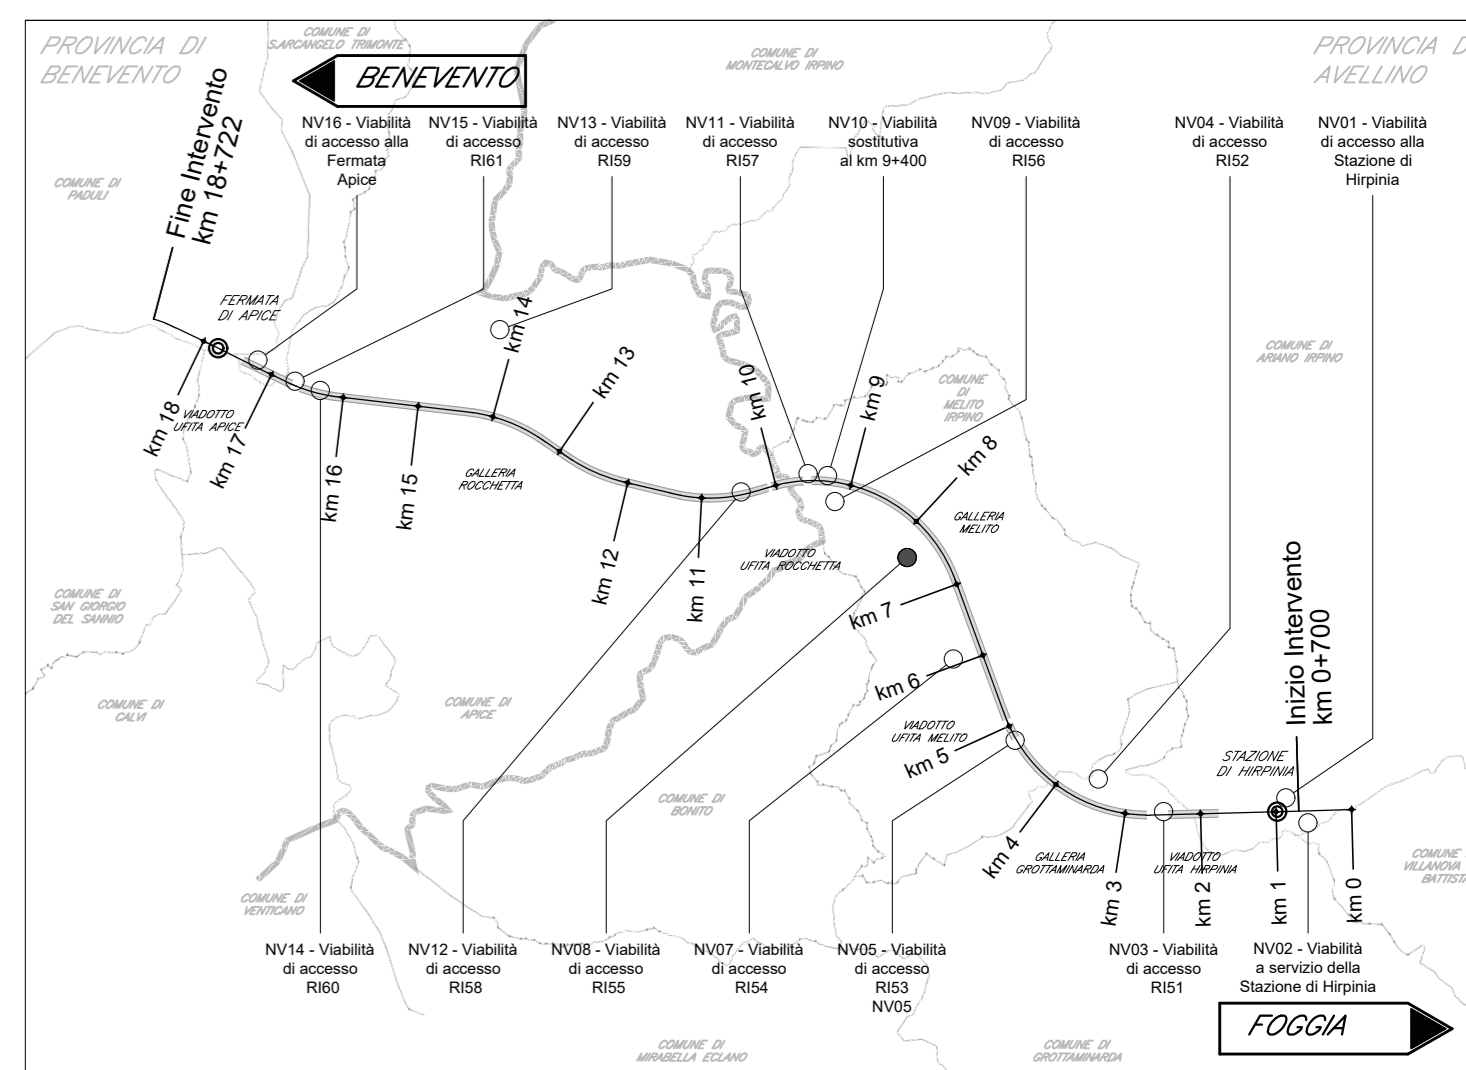 PROVINCIA DI
BENEVENTO
COMUNE DI
S.ARCANGELO TRIMONTE
BENEVENTO
COMUNE DI
MONTECALVO IRPINO
PROVINCIA D
AVELLINO
Fine Intervento
km 18+722
NV16 - Viabilità
di accesso alla
Fermata
Apice
NV15 - Viabilità
di accesso
RI61
NV13 - Viabilità
di accesso
RI59
NV11 - Viabilità
di accesso
RI57
NV10 - Viabilità
sostitutiva
al km 9+400
NV09 - Viabilità
di accesso
RI56
NV04 - Viabilità
di accesso
RI52
NV01 - Viabilità
di accesso alla
Stazione di
Hirpinia
COMUNE DI
PADULI
FERMATA
DI APICE
COMUNE DI
ARIANO IRPINO
COMUNE
DI
MELITO
IRPINO
km 18
VIADOTTO
UFITA APICE
km 17
km 16
km 15
km 14
km 13
km 12
km 11
km 10
km 9
km 8
km 7
km 6
km 5
km 4
km 3
km 2
km 1
km 0
GALLERIA
ROCCHETTA
GALLERIA
MELITO
VIADOTTO
UFITA ROCCHETTA
COMUNE DI
SAN GIORGIO
DEL SANNIO
COMUNE DI
CALVI
COMUNE DI
APICE
VIADOTTO
UFITA MELITO
Inizio Intervento
km 0+700
STAZIONE
DI HIRPINIA
COMUNE DI
BONITO
GALLERIA
GROTTAMINARDA
VIADOTTO
UFITA HIRPINIA
COMUNE
VILLANOVA
BATTIST
COMUNE DI
VENTICANO
NV14 - Viabilità
di accesso
RI60
NV12 - Viabilità
di accesso
RI58
NV08 - Viabilità
di accesso
RI55
NV07 - Viabilità
di accesso
RI54
NV05 - Viabilità
di accesso
RI53
NV05
NV03 - Viabilità
di accesso
RI51
NV02 - Viabilità
a servizio della
Stazione di Hirpinia
FOGGIA
COMUNE DI
MIRABELLA ECLANO
COMUNE DI
GROTTAMINARDA